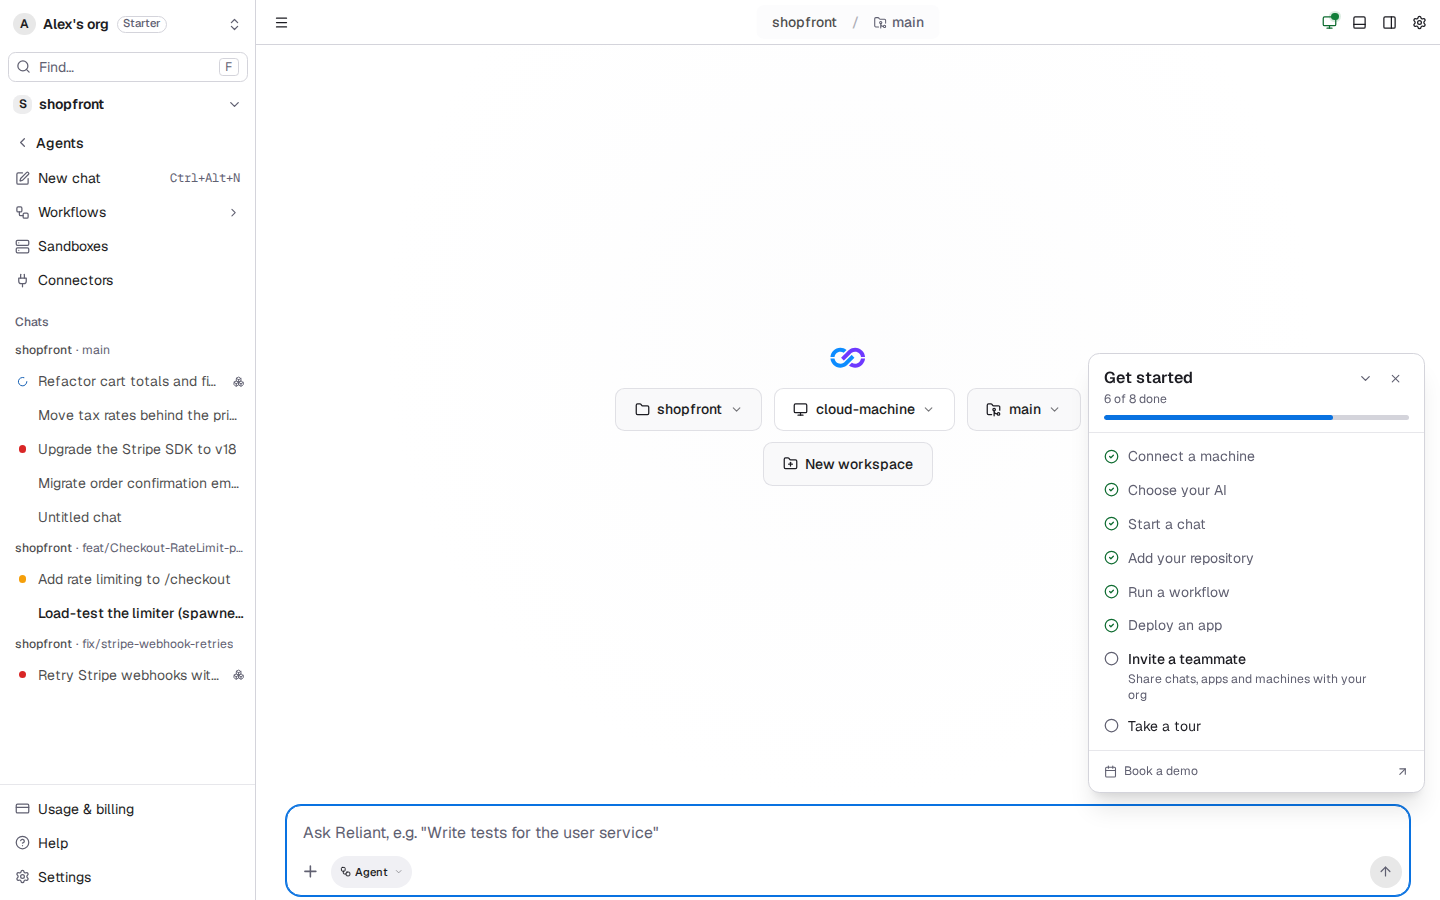 A Alex's org Starter
Find... F
S shopfront
Agents
New chat Ctrl+Alt+N
Workflows
Sandboxes
Connectors
Chats
shopfront · main
Refactor cart totals and fi...
Move tax rates behind the pri...
Upgrade the Stripe SDK to v18
Migrate order confirmation em...
Untitled chat
shopfront · feat/Checkout-RateLimit-p...
Add rate limiting to /checkout
Load-test the limiter (spawne...
shopfront · fix/stripe-webhook-retries
Retry Stripe webhooks wit...
Usage & billing
Help
Settings
shopfront / main
shopfront
cloud-machine
main
New workspace
Get started
6 of 8 done
Connect a machine
Choose your AI
Start a chat
Add your repository
Run a workflow
Deploy an app
Invite a teammate
Share chats, apps and machines with your
org
Take a tour
Book a demo
Ask Reliant, e.g. "Write tests for the user service"
Agent